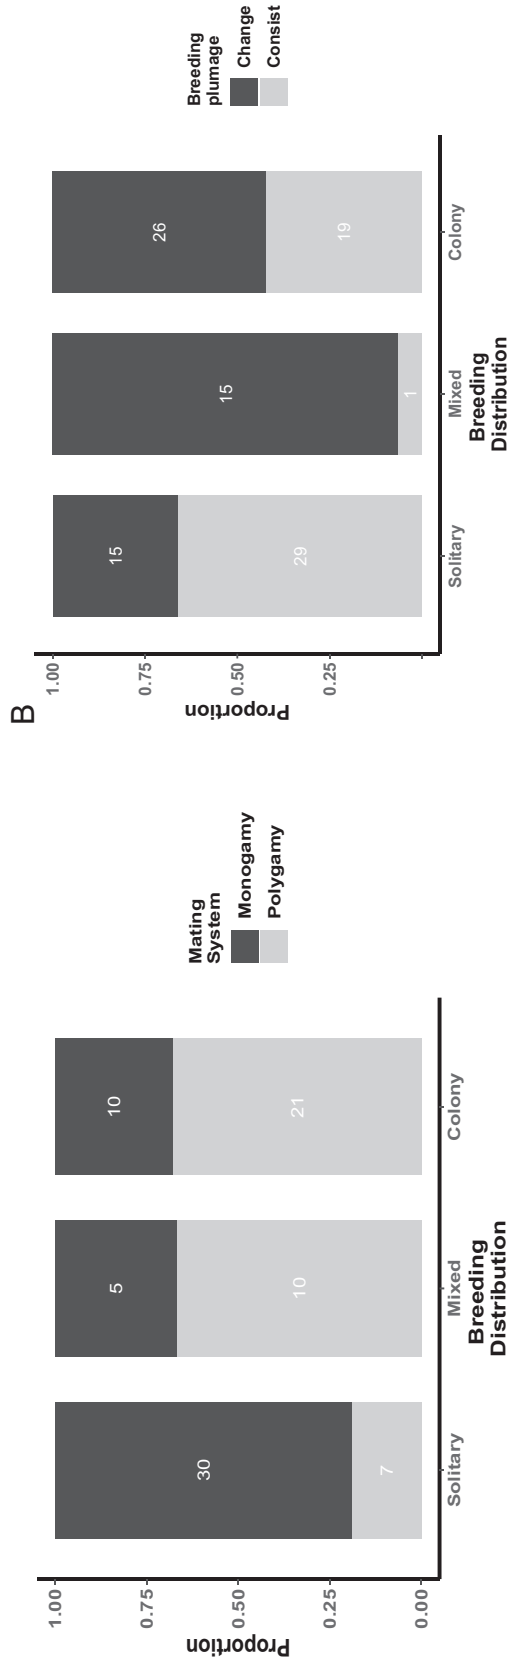 Proportion
1.00
0.75
0.50
0.25
0.00
30
7
5
10
10
21
Solitary
Mixed
Colony
Breeding
Distribution
Mating
System
Monogamy
Polygamy
B
Proportion
1.00
0.75
0.50
0.25
15
29
15
1
26
19
Solitary
Mixed
Colony
Breeding
Distribution
Breeding
plumage
Change
Consist